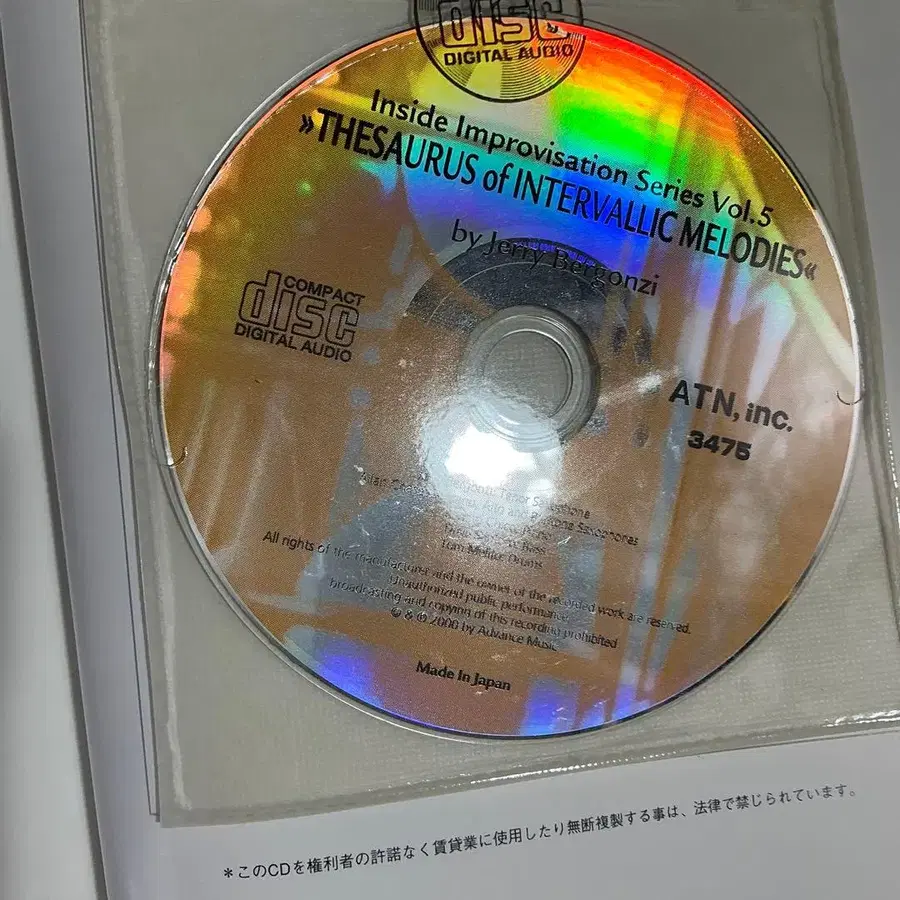 disc
DIGITAL AUDIO
Inside Improvisation Series Vol.5
»THESAURUS of INTERVALLIC MELODIES«
by Jerry Bergonzi
COMPACT
disc
DIGITAL AUDIO
ATN, inc.
3475
Tenor Saxophone
Saxophones
Bass
Tom Melito: Drums
All rights of the manufacturer and the owner of the recorded work are reserved.
Unauthorized public performance
broadcasting and copying of this recording prohibited
℗ & © 2000 by Advance Music
Made In Japan
*このCDを権利者の許諾なく賃貸業に使用したり無断複製する事は、法律で禁じられています。